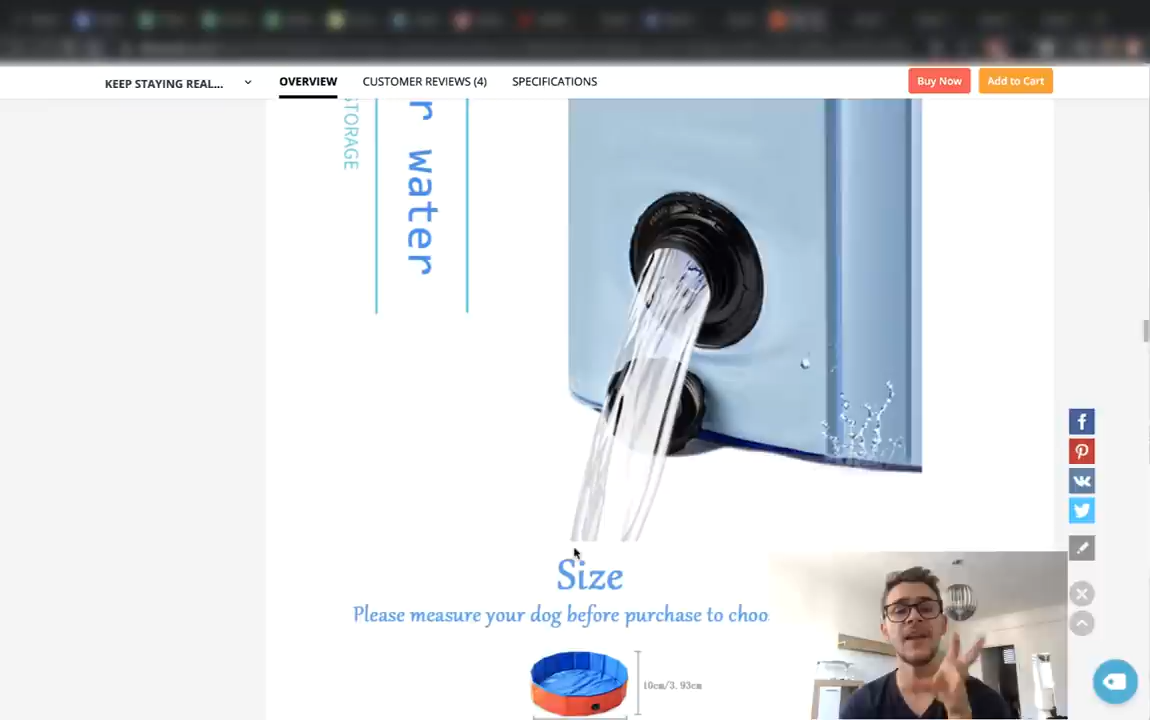 KEEP STAYING REAL...
OVERVIEW
CUSTOMER REVIEWS (4)
SPECIFICATIONS
Buy Now
Add to Cart
STORAGE
r water
Size
Please measure your dog before purchase to choo
10cm/3.93cm